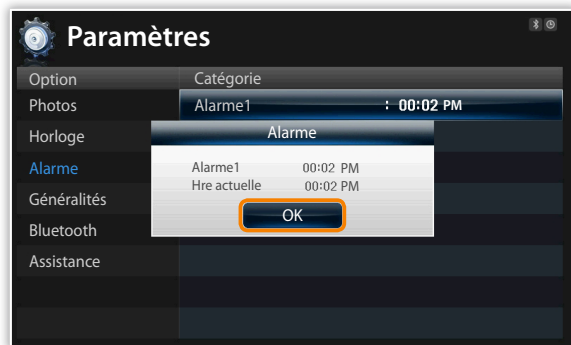 Paramètres
Option Catégorie
Photos Alarme1 : 00:02 PM
Horloge Alarme
Alarme Alarme1 00:02 PM
Hre actuelle 00:02 PM
Généralités OK
Bluetooth
Assistance